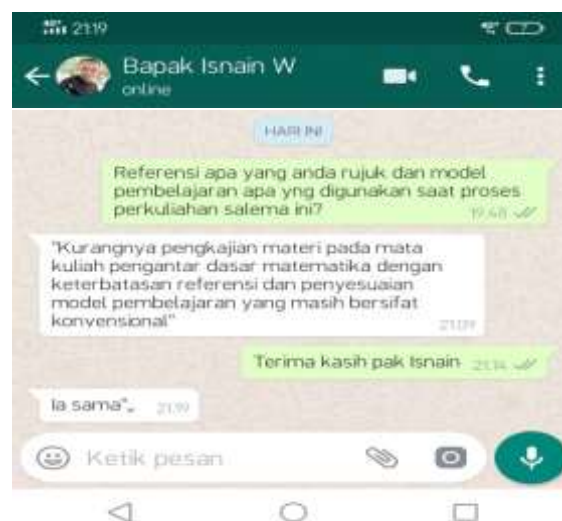 21:19
Bapak Isnain W
online
HARI INI
Referensi apa yang anda rujuk dan model
pembelajaran apa yng digunakan saat proses
perkuliahan salema ini?
19.48
"Kurangnya pengkajian materi pada mata
kuliah pengantar dasar matematika dengan
keterbatasan referensi dan penyesuaian
model pembelajaran yang masih bersifat
konvensional"
21.09
Terima kasih pak Isnain 21.14
Ia sama"„ 21.19
Ketik pesan